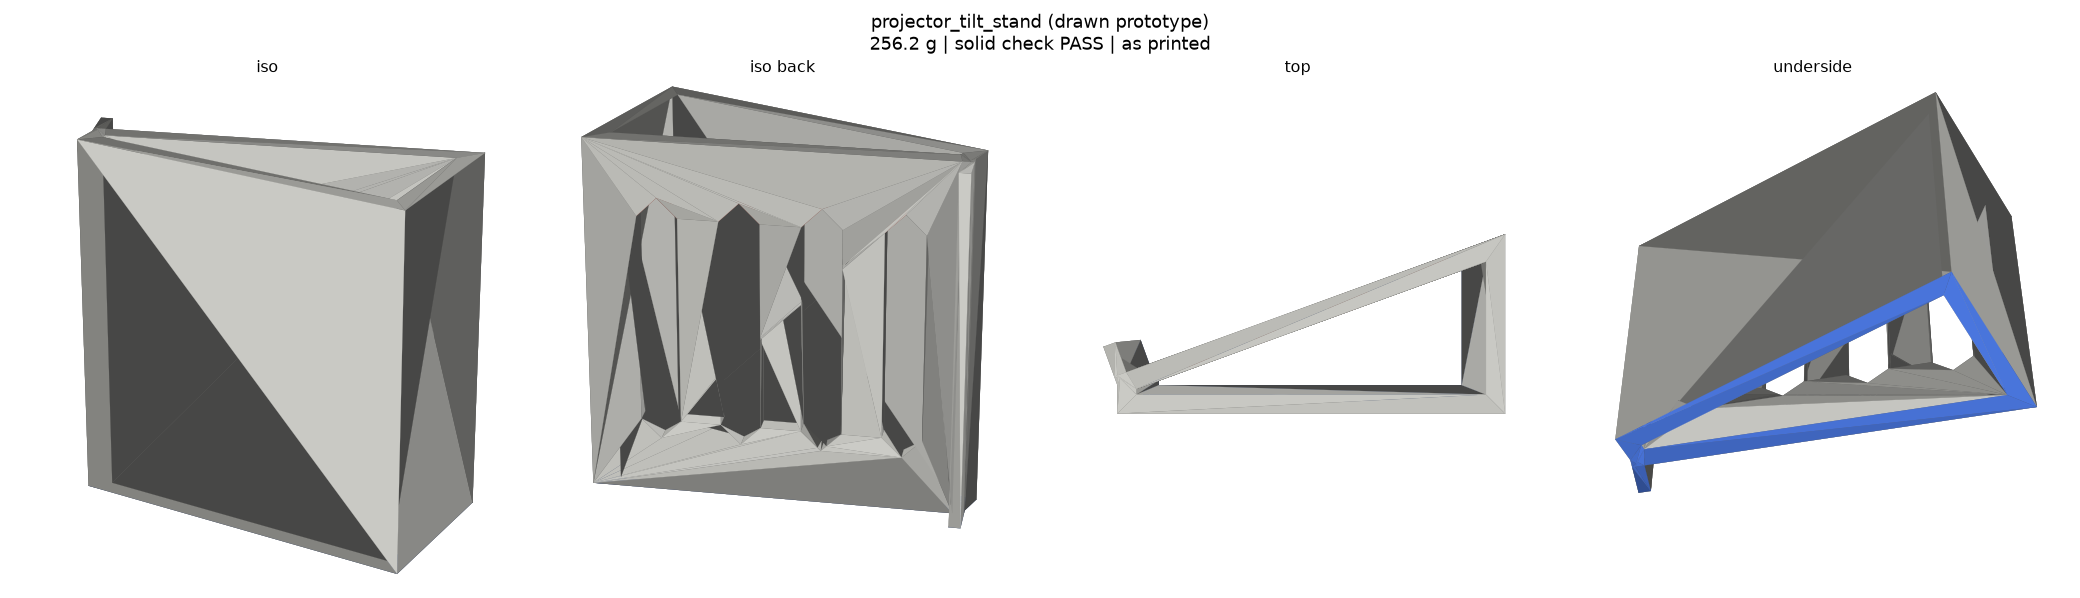 projector_tilt_stand (drawn prototype)
256.2 g | solid check PASS | as printed
iso
iso back
top
underside